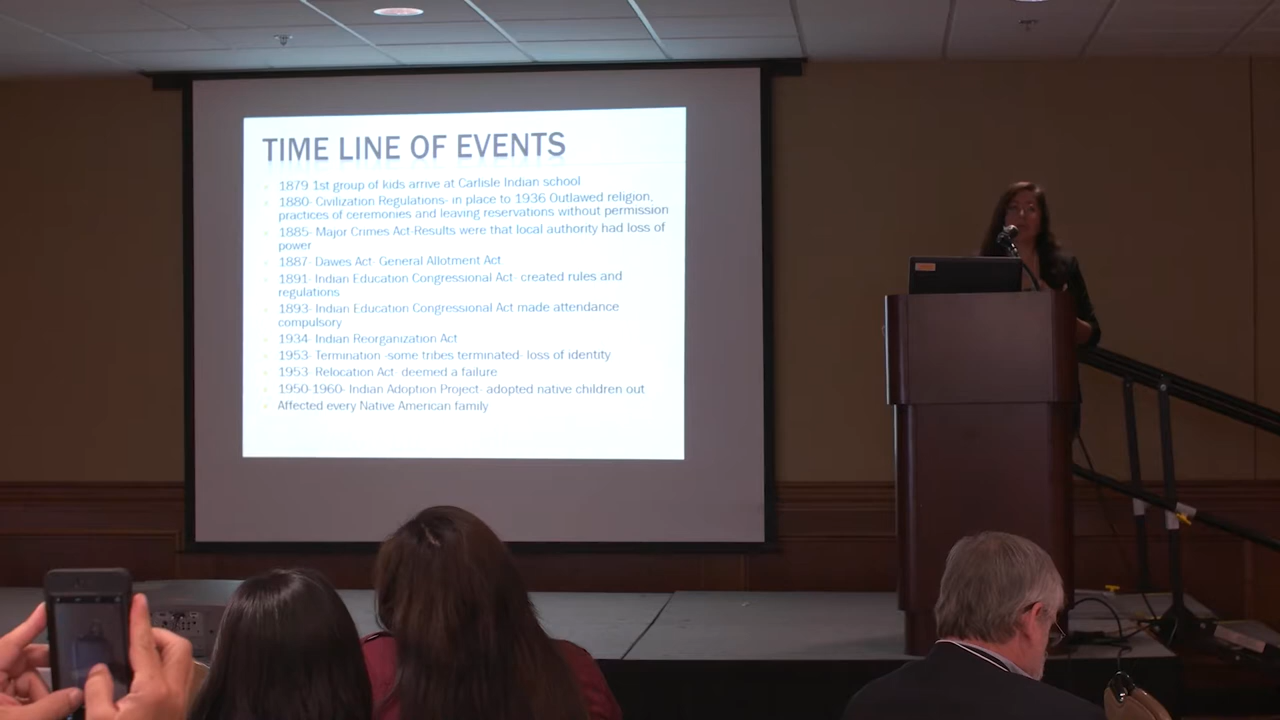 TIME LINE OF EVENTS
1879 1st group of kids arrive at Carlisle Indian school
1880- Civilization Regulations- in place to 1936 Outlawed religion,
practices of ceremonies and leaving reservations without permission
1885- Major Crimes Act-Results were that local authority had loss of
power
1887- Dawes Act- General Allotment Act
1891- Indian Education Congressional Act- created rules and
regulations
1893- Indian Education Congressional Act made attendance
compulsory
1934- Indian Reorganization Act
1953- Termination -some tribes terminated- loss of identity
1953- Relocation Act- deemed a failure
1950-1960- Indian Adoption Project- adopted native children out
Affected every Native American family